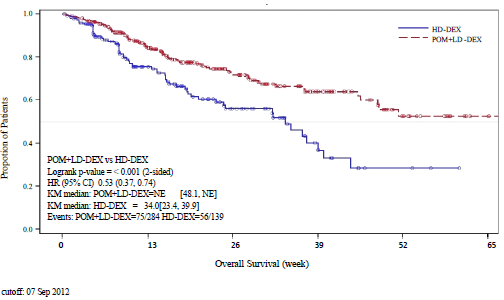 HD-DEX
POM+LD-DEX
Propotion of Patients
1.0
0.8
0.6
0.4
0.2
0.0
POM+LD-DEX vs HD-DEX
Logrank p-value = < 0.001 (2-sided)
HR (95% CI) 0.53 (0.37, 0.74)
KM median: POM+LD-DEX=NE [48.1, NE]
KM median: HD-DEX = 34.0[23.4, 39.9]
Events: POM+LD-DEX=75/284 HD-DEX=56/139
0 13 26 39 52 65
Overall Survival (week)
cutoff: 07 Sep 2012